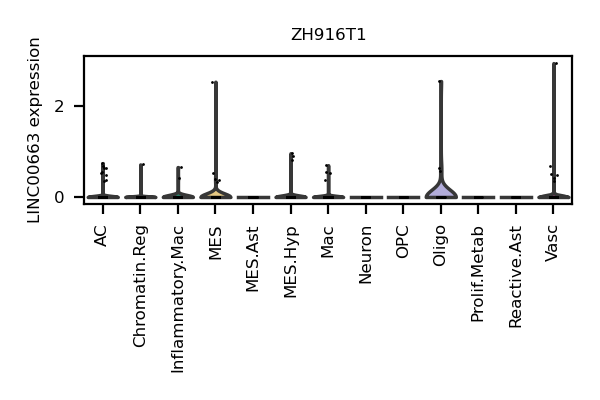 ZH916T1
LINC00663 expression
2
0
AC
Chromatin.Reg
Inflammatory.Mac
MES
MES.Ast
MES.Hyp
Mac
Neuron
OPC
Oligo
Prolif.Metab
Reactive.Ast
Vasc